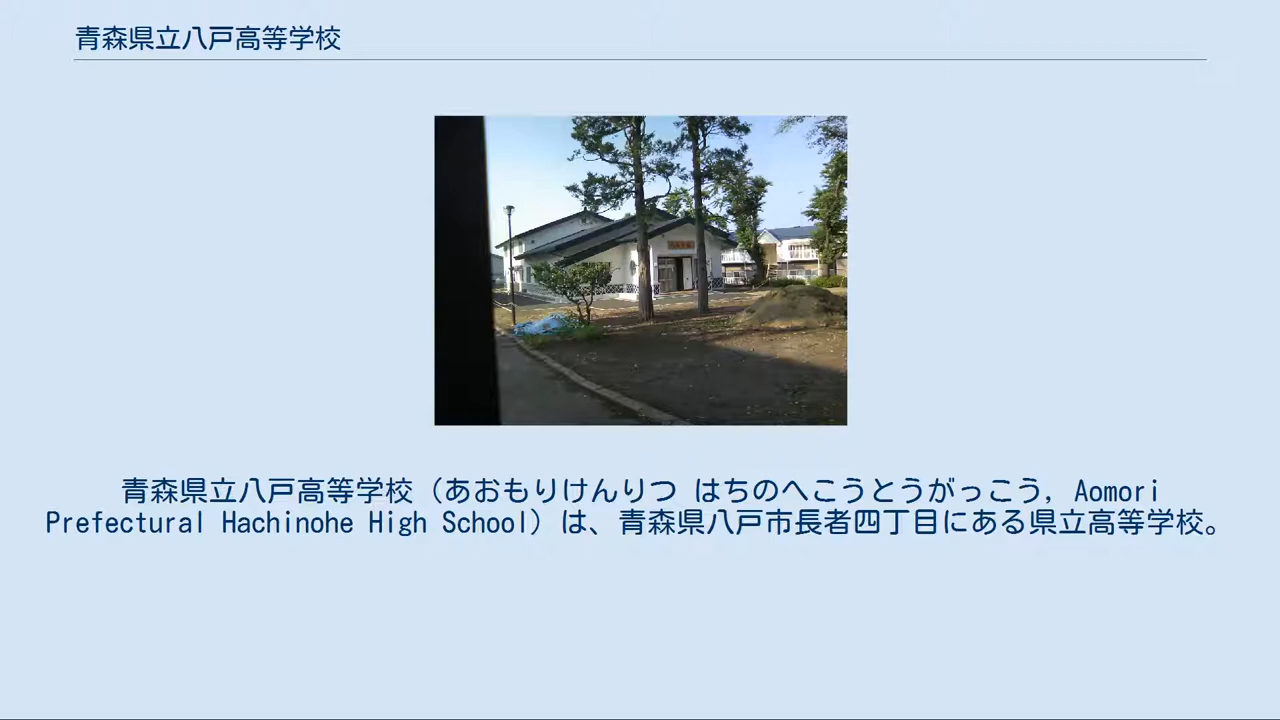 青森県立八戸高等学校
青森県立八戸高等学校（あおもりけんりつ はちのへこうとうがっこう, Aomori
Prefectural Hachinohe High School）は、青森県八戸市長者四丁目にある県立高等学校。